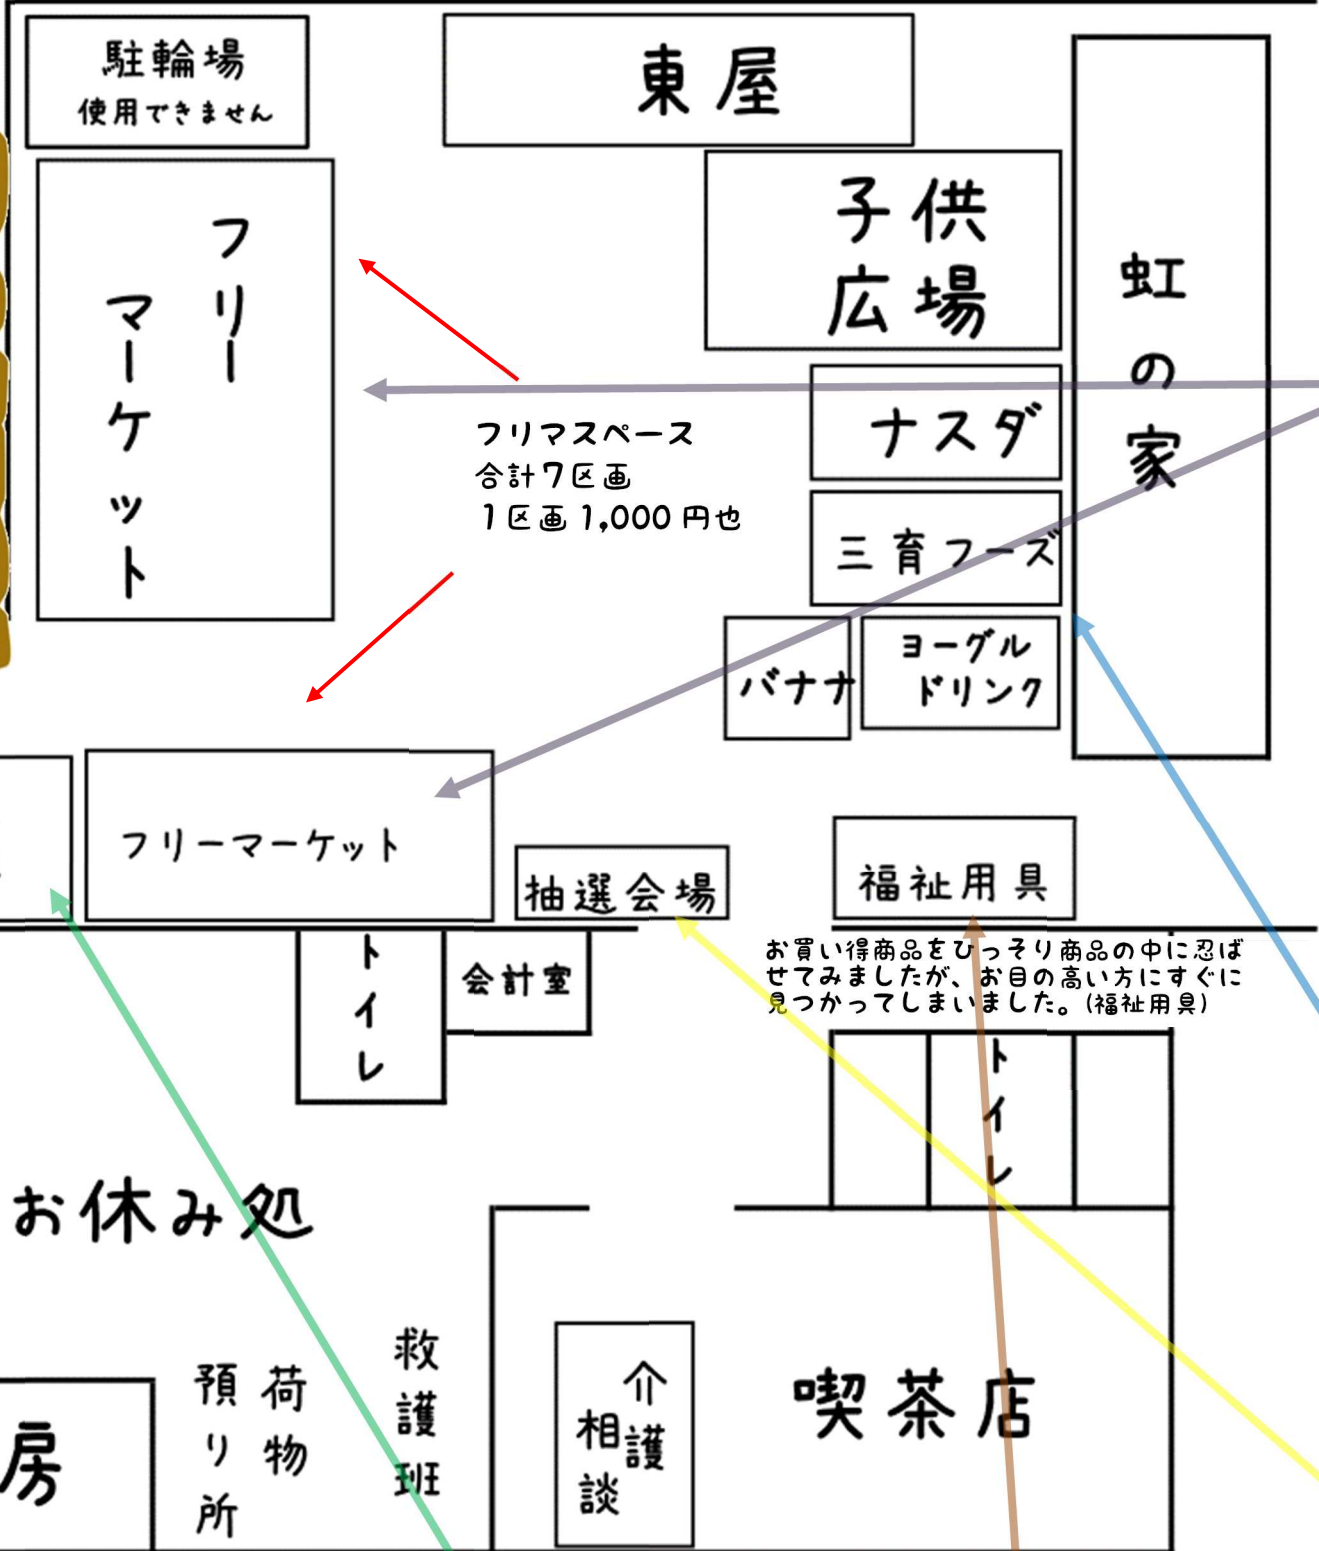 駐輪場
使用できません
東屋
子供
広場
フリー
マーケット
虹の家
ナスダ
フリマスペース
合計7区画
1区画1,000円也
三育フーズ
バナナ
ヨーグル
ドリンク
フリーマーケット
抽選会場
福祉用具
トイレ
会計室
お買い得商品をひっそり商品の中に忍ば
せてみましたが、お目の高い方にすぐに
見つかってしまいました。(福祉用具)
トイレ
お休み処
救護班
荷物
預り所
介護
相談
喫茶店
房